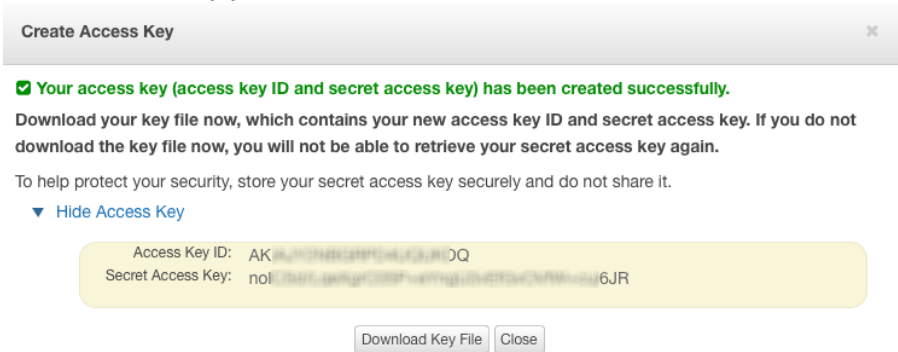 Create Access Key
Your access key (access key ID and secret access key) has been created successfully.
Download your key file now, which contains your new access key ID and secret access key. If you do not
download the key file now, you will not be able to retrieve your secret access key again.
To help protect your security, store your secret access key securely and do not share it.
Hide Access Key
Access Key ID:
Secret Access Key:
Download Key File Close